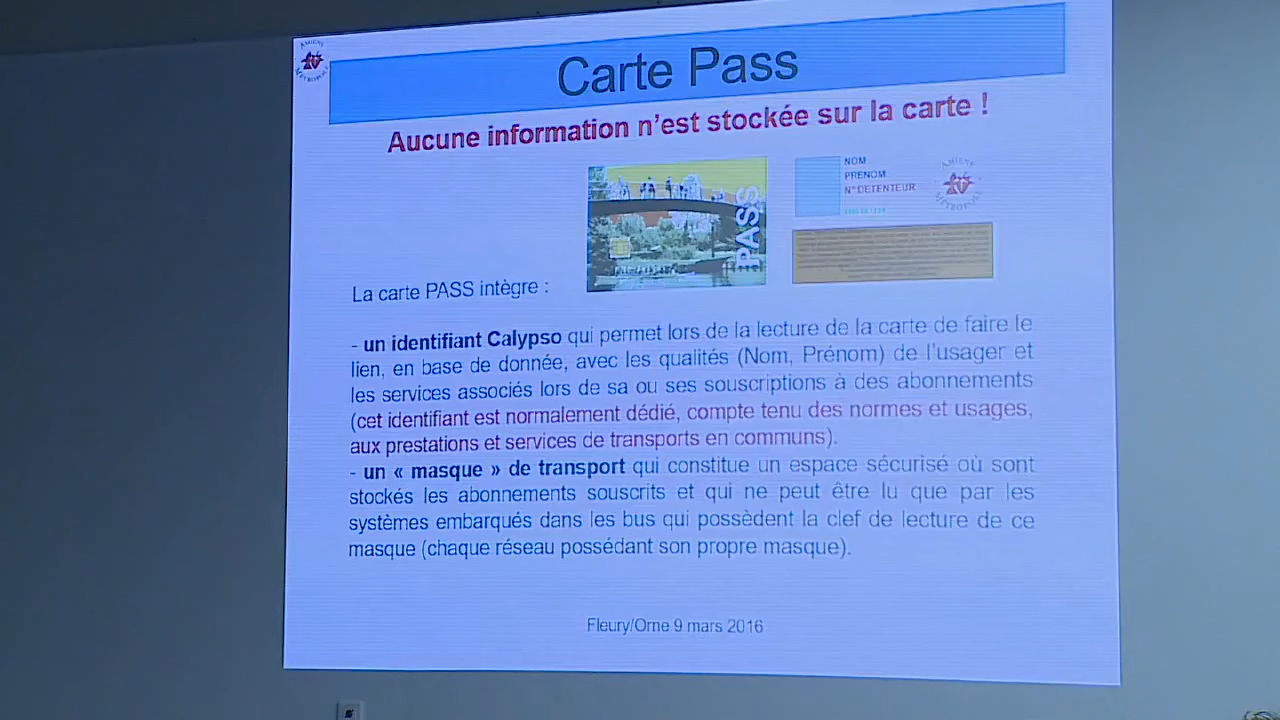 AMIENS
METROPOLE
Carte Pass
Aucune information n'est stockée sur la carte !
PASS
NOM
PRENOM
N° DETENTEUR
AMIENS
METROPOLE
La carte PASS intègre :
- un identifiant Calypso qui permet lors de la lecture de la carte de faire le
lien, en base de donnée, avec les qualités (Nom, Prénom) de l'usager et
les services associés lors de sa ou ses souscriptions à des abonnements
(cet identifiant est normalement dédié, compte tenu des normes et usages,
aux prestations et services de transports en communs).
- un « masque » de transport qui constitue un espace sécurisé où sont
stockés les abonnements souscrits et qui ne peut être lu que par les
systèmes embarqués dans les bus qui possèdent la clef de lecture de ce
masque (chaque réseau possédant son propre masque).
Fleury/Orne 9 mars 2016